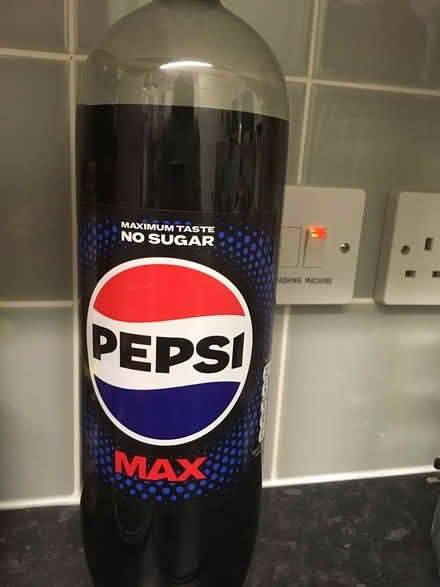 MAXIMUM TASTE
NO SUGAR
PEPSI
MAX
WASHING MACHINE